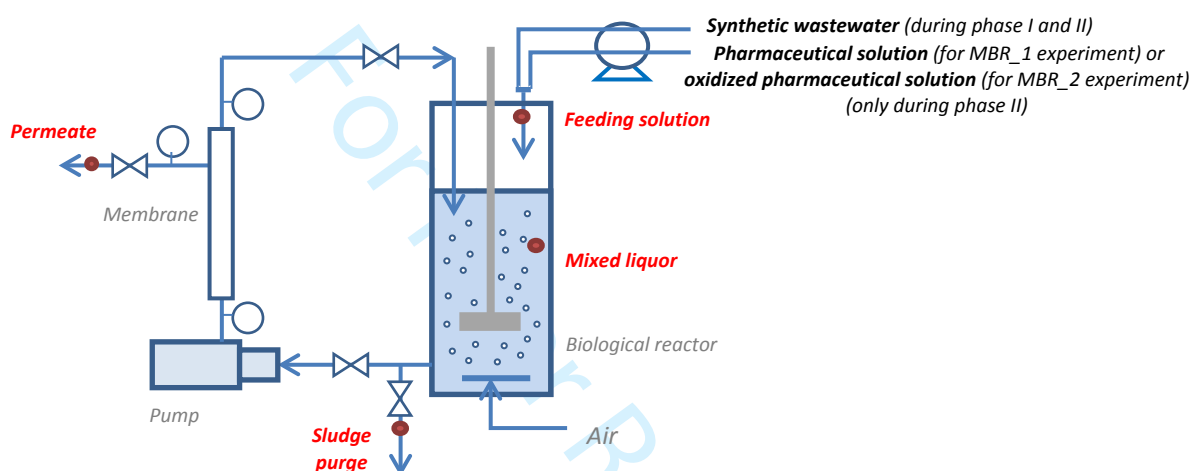 Synthetic wastewater (during phase I and II)
Pharmaceutical solution (for MBR_1 experiment) or
oxidized pharmaceutical solution (for MBR_2 experiment)
(only during phase II)
Feeding solution
Permeate
Membrane
Mixed liquor
Biological reactor
Pump
Air
Sludge
purge
For
r R